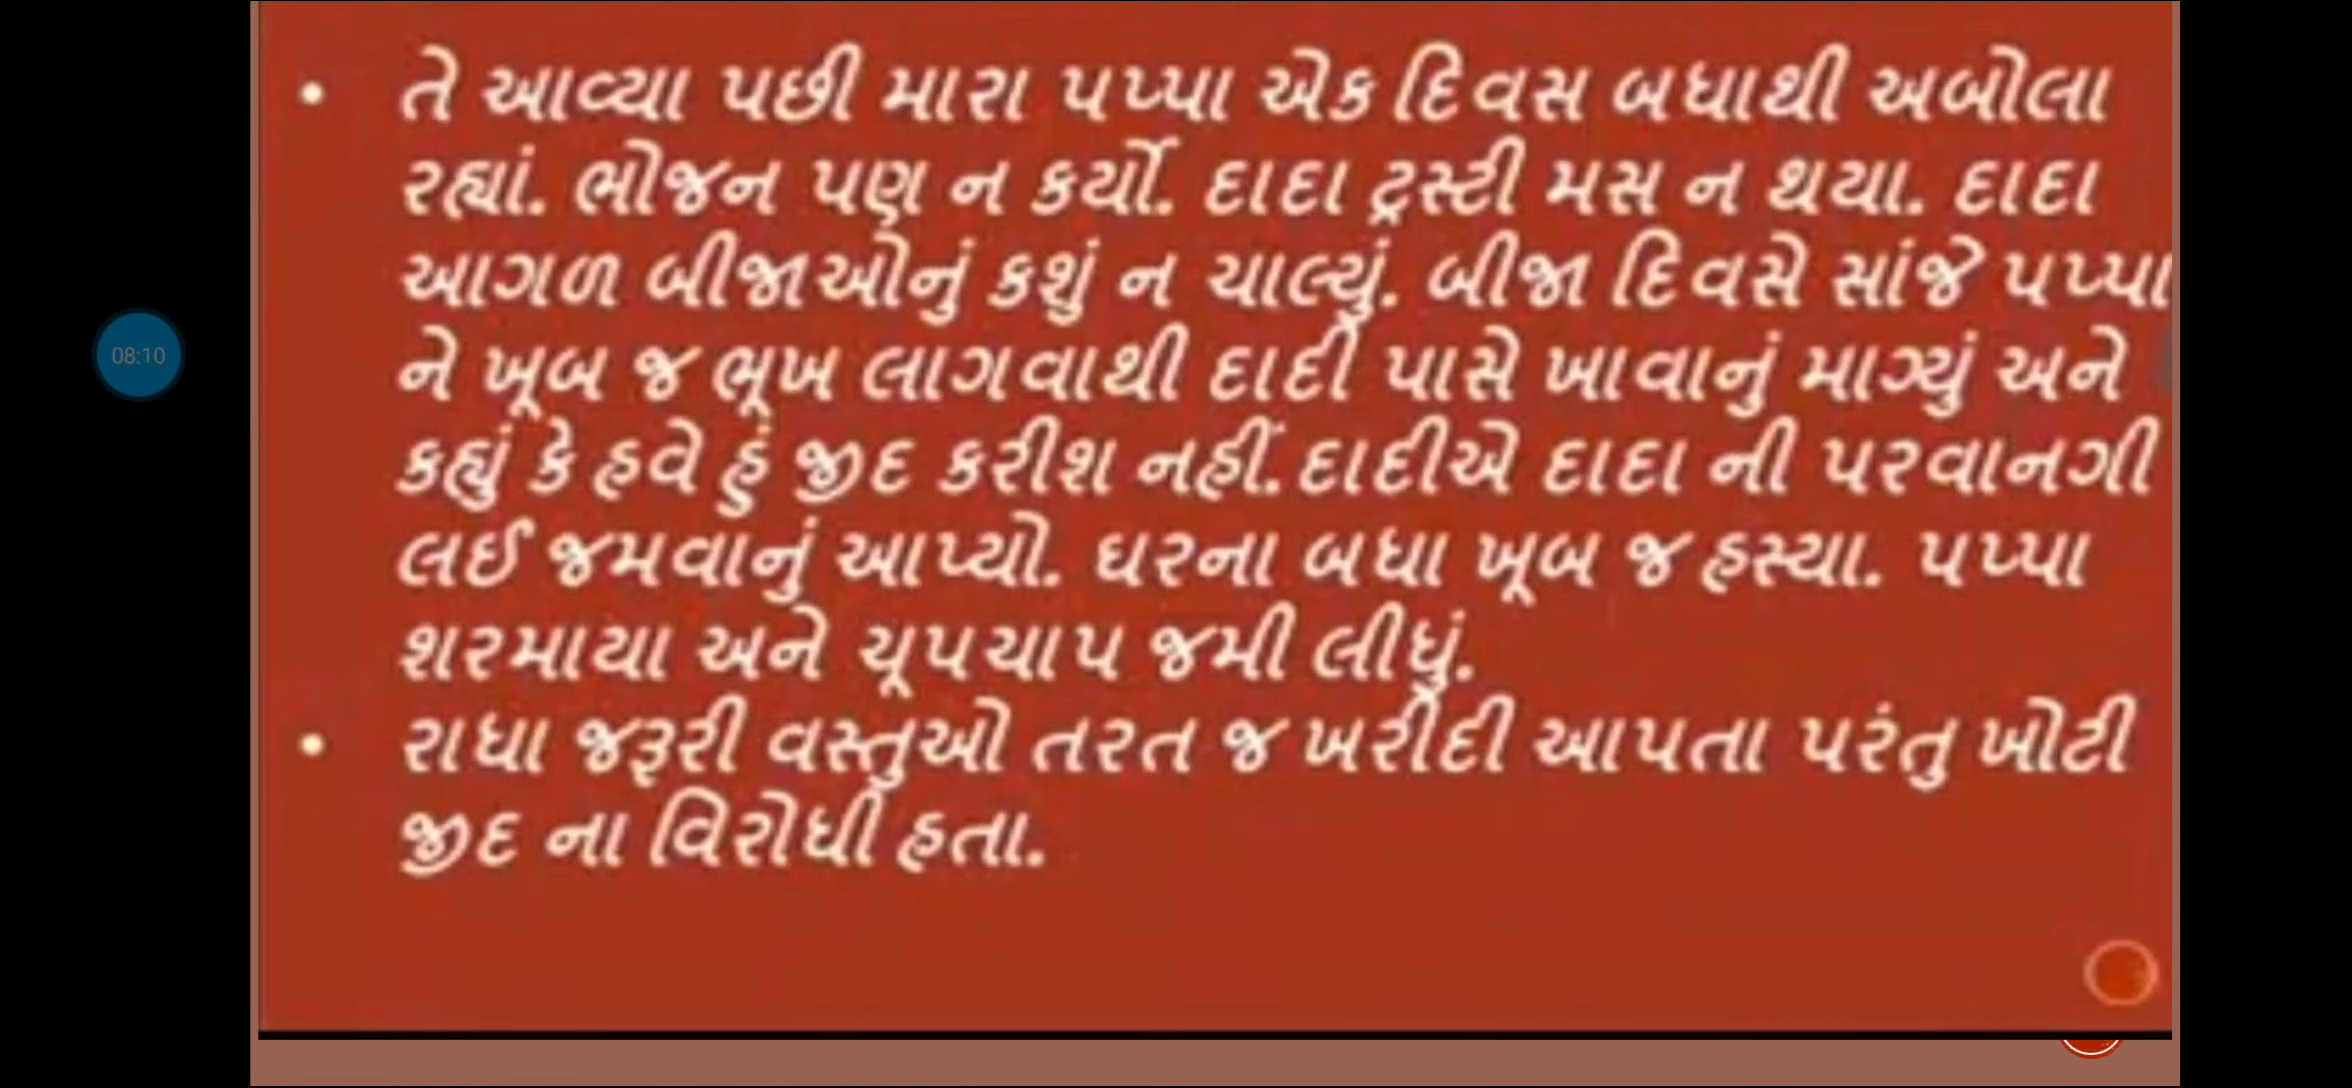 08:10
• તે આવ્યા પછી મારા પપ્પા એક દિવસ બધાથી અબોલા
રહ્યાં. ભોજન પણ ન કર્યો. દાદા ટ્રસ્ટી મસ ન થયા. દાદા
આગળ બીજાઓનું કશું ન ચાલ્યું. બીજા દિવસે સાંજે પપ્પા
ને ખૂબ જ ભૂખ લાગવાથી દાદી પાસે ખાવાનું માગ્યું અને
કહ્યું કે હવે હું જીદ કરીશ નહીં. દાદીએ દાદા ની પરવાનગી
લઈ જમવાનું આપ્યો. ઘરના બધા ખૂબ જ હસ્યા. પપ્પા
શરમાયા અને ચૂપચાપ જમી લીધું.
• રાધા જરૂરી વસ્તુઓ તરત જ ખરીદી આપતા પરંતુ ખોટી
જીદ ના વિરોધી હતા.